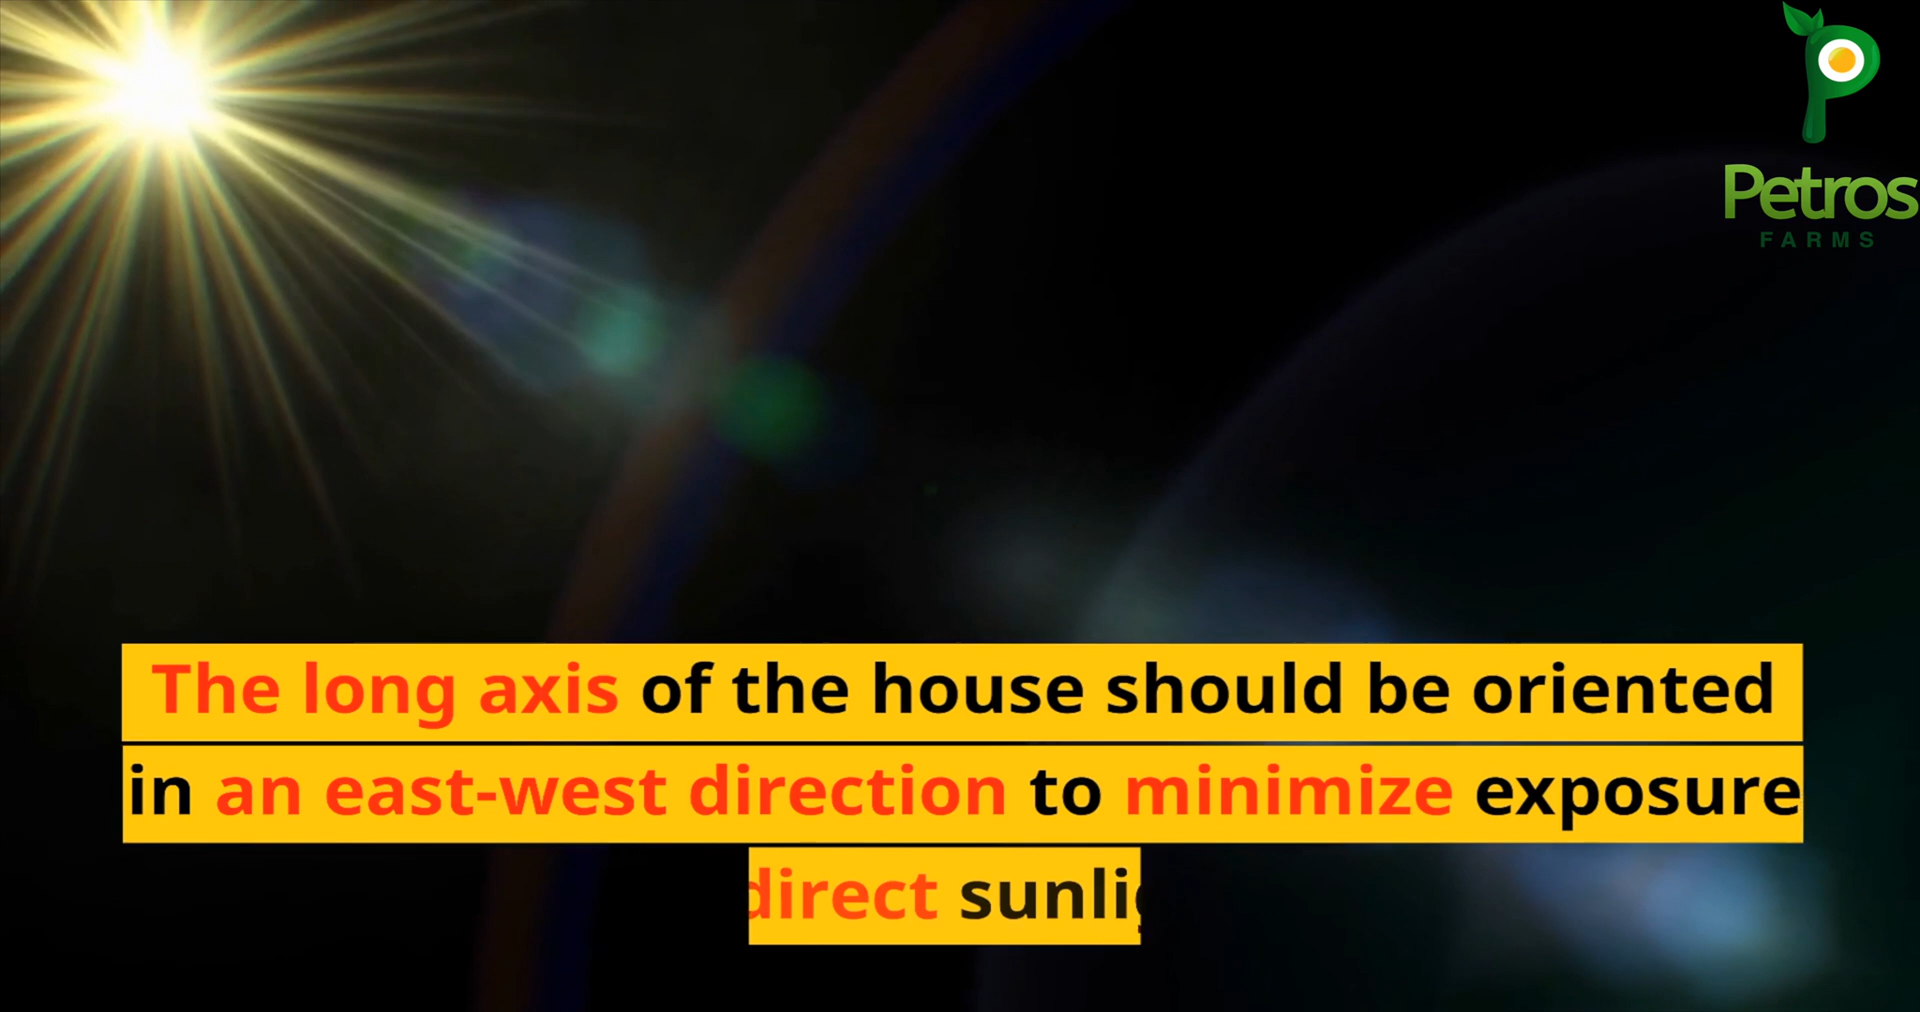 Petros
FARMS
The long axis of the house should be oriented
in an east-west direction to minimize exposure
direct